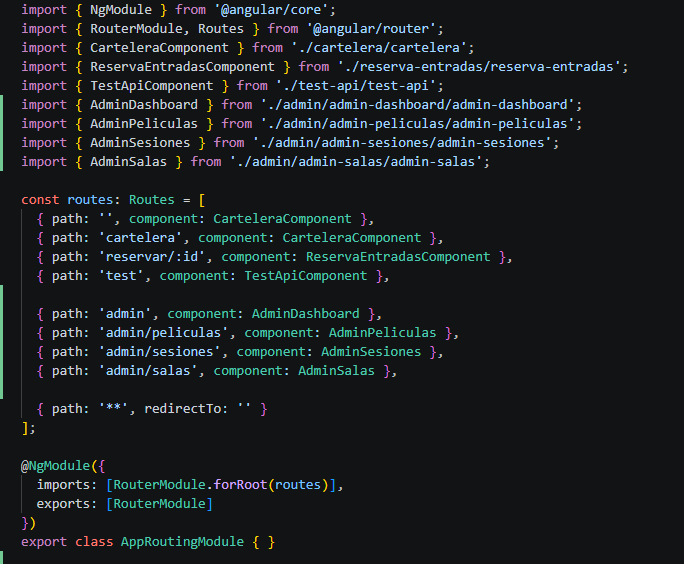 import { NgModule } from '@angular/core';
import { RouterModule, Routes } from '@angular/router';
import { CarteleraComponent } from './cartelera/cartelera';
import { ReservaEntradasComponent } from './reserva-entradas/reserva-entradas';
import { TestApiComponent } from './test-api/test-api';
import { AdminDashboard } from './admin/admin-dashboard/admin-dashboard';
import { AdminPeliculas } from './admin/admin-peliculas/admin-peliculas';
import { AdminSesiones } from './admin/admin-sesiones/admin-sesiones';
import { AdminSalas } from './admin/admin-salas/admin-salas';
const routes: Routes = [
  { path: '', component: CarteleraComponent },
  { path: 'cartelera', component: CarteleraComponent },
  { path: 'reservar/:id', component: ReservaEntradasComponent },
  { path: 'test', component: TestApiComponent },
  { path: 'admin', component: AdminDashboard },
  { path: 'admin/peliculas', component: AdminPeliculas },
  { path: 'admin/sesiones', component: AdminSesiones },
  { path: 'admin/salas', component: AdminSalas },
  { path: '**', redirectTo: '' }
];
@NgModule({
  imports: [RouterModule.forRoot(routes)],
  exports: [RouterModule]
})
export class AppRoutingModule { }